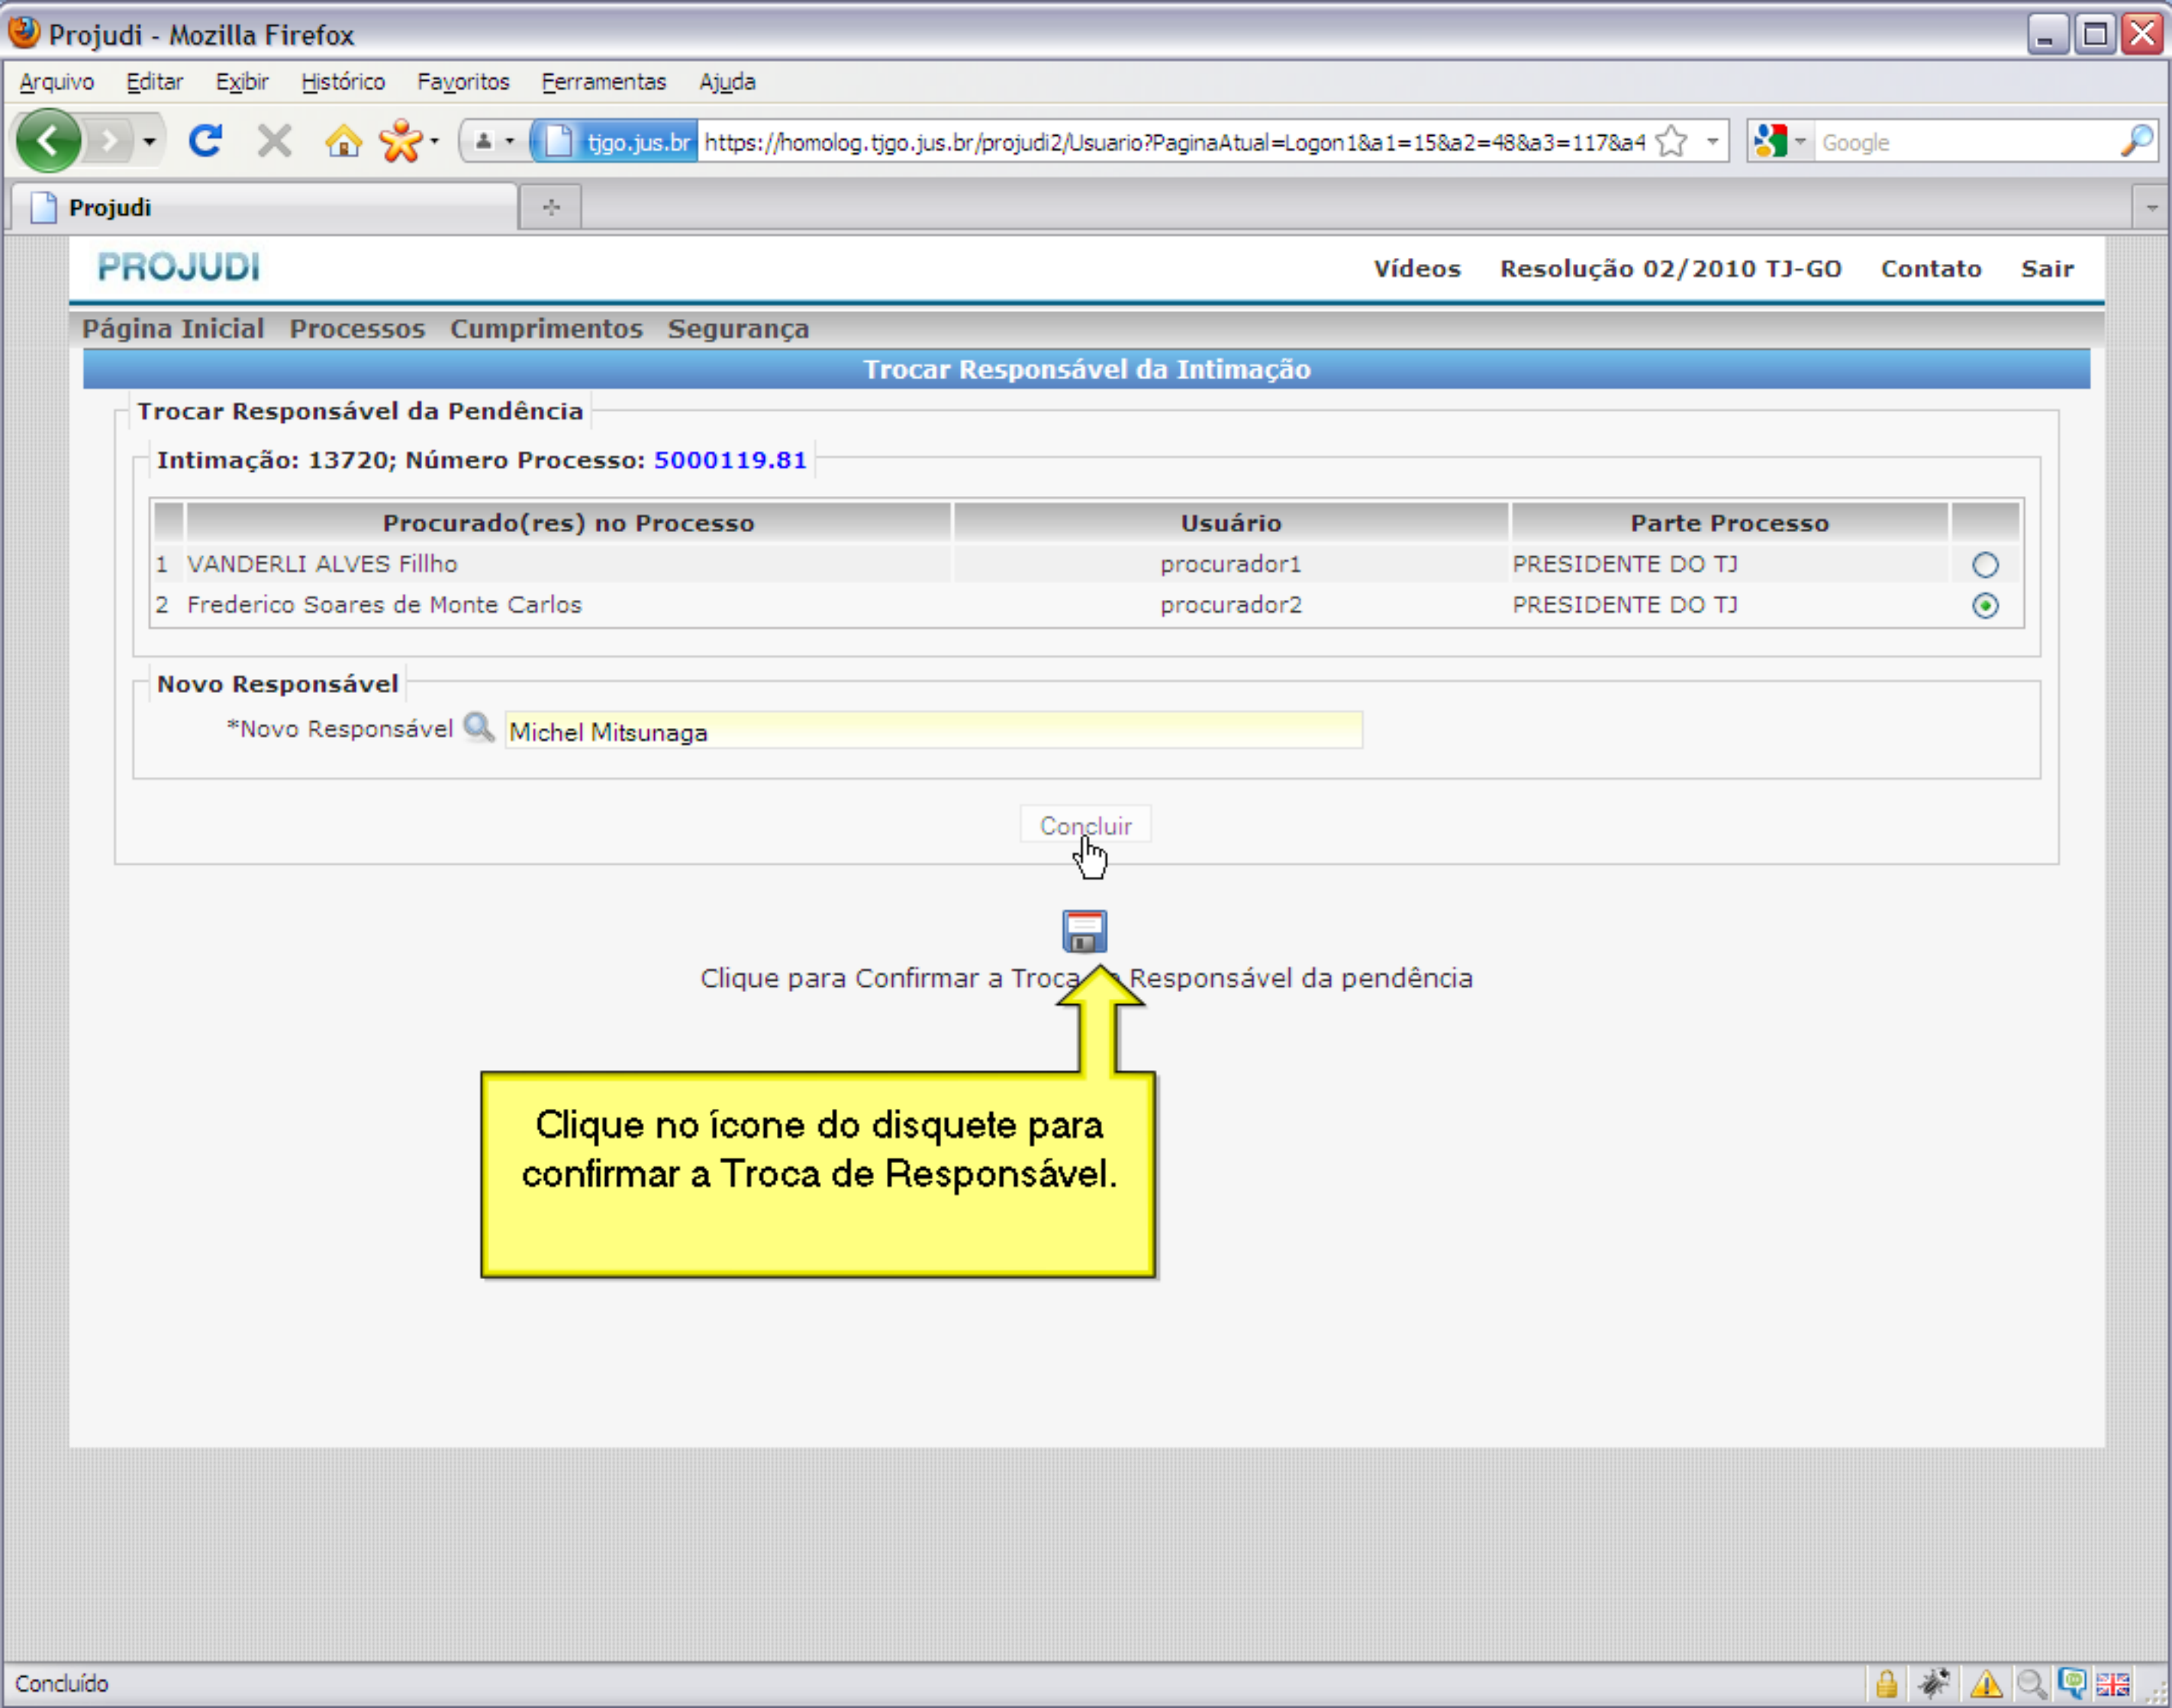 Projudi - Mozilla Firefox
Arquivo Editar Exibir Histórico Favoritos Ferramentas Ajuda
tjgo.jus.br https://homolog.tjgo.jus.br/projudi2/Usuario?PaginaAtual=Logon1&a1=15&a2=48&a3=117&a4 Google
Projudi
PROJUDI Vídeos Resolução 02/2010 TJ-GO Contato Sair
Página Inicial Processos Cumprimentos Segurança
Trocar Responsável da Intimação
Trocar Responsável da Pendência
Intimação: 13720; Número Processo: 5000119.81
Procurado(res) no Processo Usuário Parte Processo
1 VANDERLI ALVES Fillho procurador1 PRESIDENTE DO TJ
2 Frederico Soares de Monte Carlos procurador2 PRESIDENTE DO TJ
Novo Responsável
*Novo Responsável Michel Mitsunaga
Concluir
Clique para Confirmar a Troca Responsável da pendência
Clique no ícone do disquete para
confirmar a Troca de Responsável.
Concluído